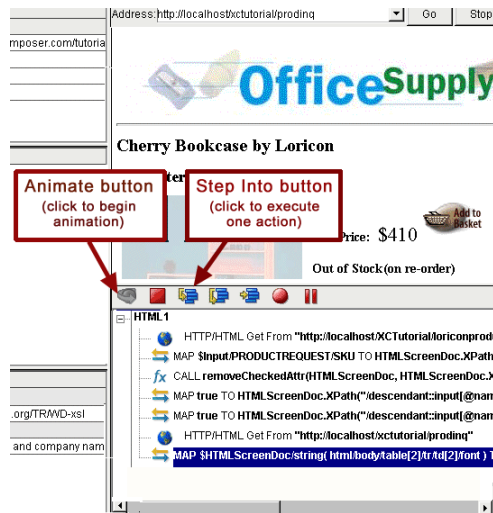 Address: http://localhost/xctutorial/prodinq Go Stop
mposer.com/tutoria
OfficeSupply
Cherry Bookcase by Loricon
Animate button
(click to begin
animation)
Step Into button
(click to execute
one action)
Price: $410
Add to
Basket
Out of Stock(on re-order)
HTML1
HTTP/HTML Get From "http://localhost/XCTutorial/loriconprod
MAP $Input/PRODUCTREQUEST/SKU TO HTMLScreenDoc.XPath
fx CALL removeCheckedAttr(HTMLScreenDoc, HTMLScreenDoc.X
MAP true TO HTMLScreenDoc.XPath("/descendant::input[@nam
MAP true TO HTMLScreenDoc.XPath("/descendant::input[@nam
HTTP/HTML Get From "http://localhost/xctutorial/prodinq"
MAP $HTMLScreenDoc/string( html/body/table[2]/tr/td[2]/font ) T
.org/TR/WD-xsl
and company nam